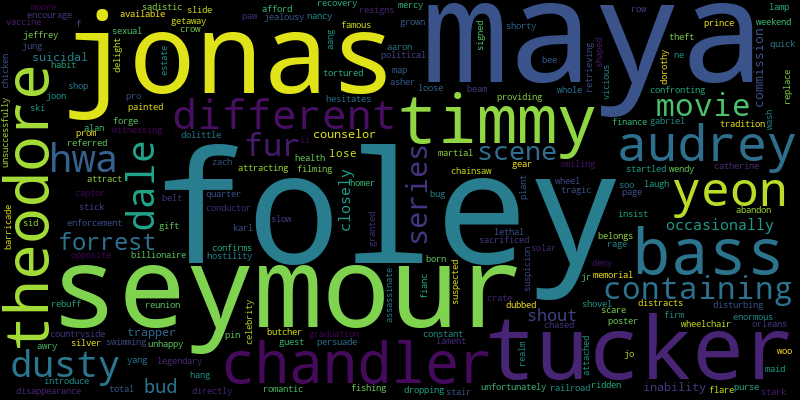 moore
sadistic
slide
available
afford
recovery
mercy
row
prince
lamp
encourage
f
getaway
famous
jealousy
nancy
resigns
grown
shorty
weekend
vaccine
sexual
crow
paw
aang
aaron
political
signed
theft
ne
quick
jeffrey
jonas
maya
commission
jung
delight
estate
tortured
map
bee
retrieving
shaped
dorothy
suicidal
asher
loose
beam
whole
vicious
confronting
replace
chicken
habit
shop
pro
hesitates
providing
movie
ski
joon
painted
different
timmy
finance
gabriel
tradition
wash
unsuccessfully
theodore
prom
alan
forge
witnessing
counselor
it
martial
smiling
audrey
referred
dolittle
fur
lose
scene
startled
wendy
catherine
hwa
dale
zach
health
filming
closely
series
gear
chainsaw
attract
attracting
homer
bug
plant
wheel
tragic
soo
page
laugh
yeon
captor
belt
quarter
foley
insist
abandon
stick
gift
conductor
slow
granted
lethal
sacrificed
solar
belongs
occasionally
barricade
sid
enforcement
karl
rage
forrest
confirms
hostility
suspicion
deny
bass
opposite
billionaire
born
fianc
suspected
jr
memorial
containing
rebuff
reunion
seymour
assassinate
crate
shovel
distracts
disturbing
countryside
silver
swimming
trapper
celebrity
pin
butcher
graduation
constant
dubbed
shout
chased
scare
poster
firm
wheelchair
enormous
orleans
awry
unhappy
guest
persuade
lament
tucker
realm
attached
jo
woo
dusty
yang
legendary
chandler
inability
maid
introduce
bud
hang
romantic
fishing
dropping
unfortunately
railroad
ridden
flare
purse
disappearance
total
directly
stair
stark